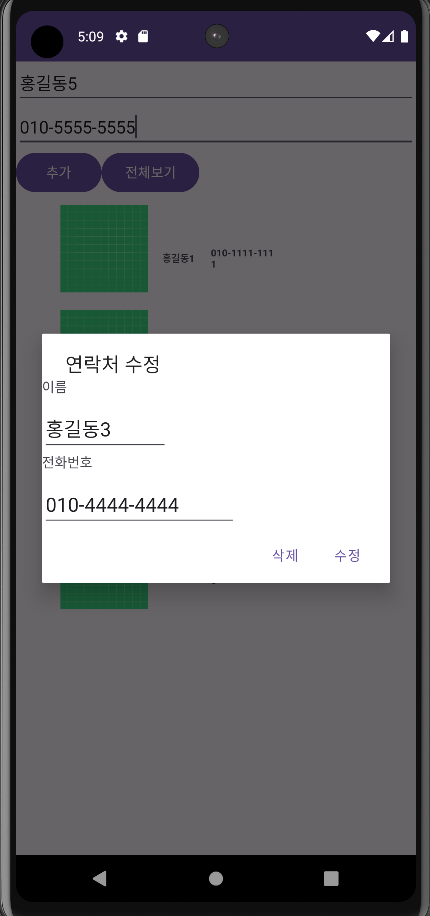 5:09
홍길동5
010-5555-5555
추가 전체보기
홍길동1 010-1111-111
1
연락처 수정
이름
홍길동3
전화번호
010-4444-4444
삭제 수정